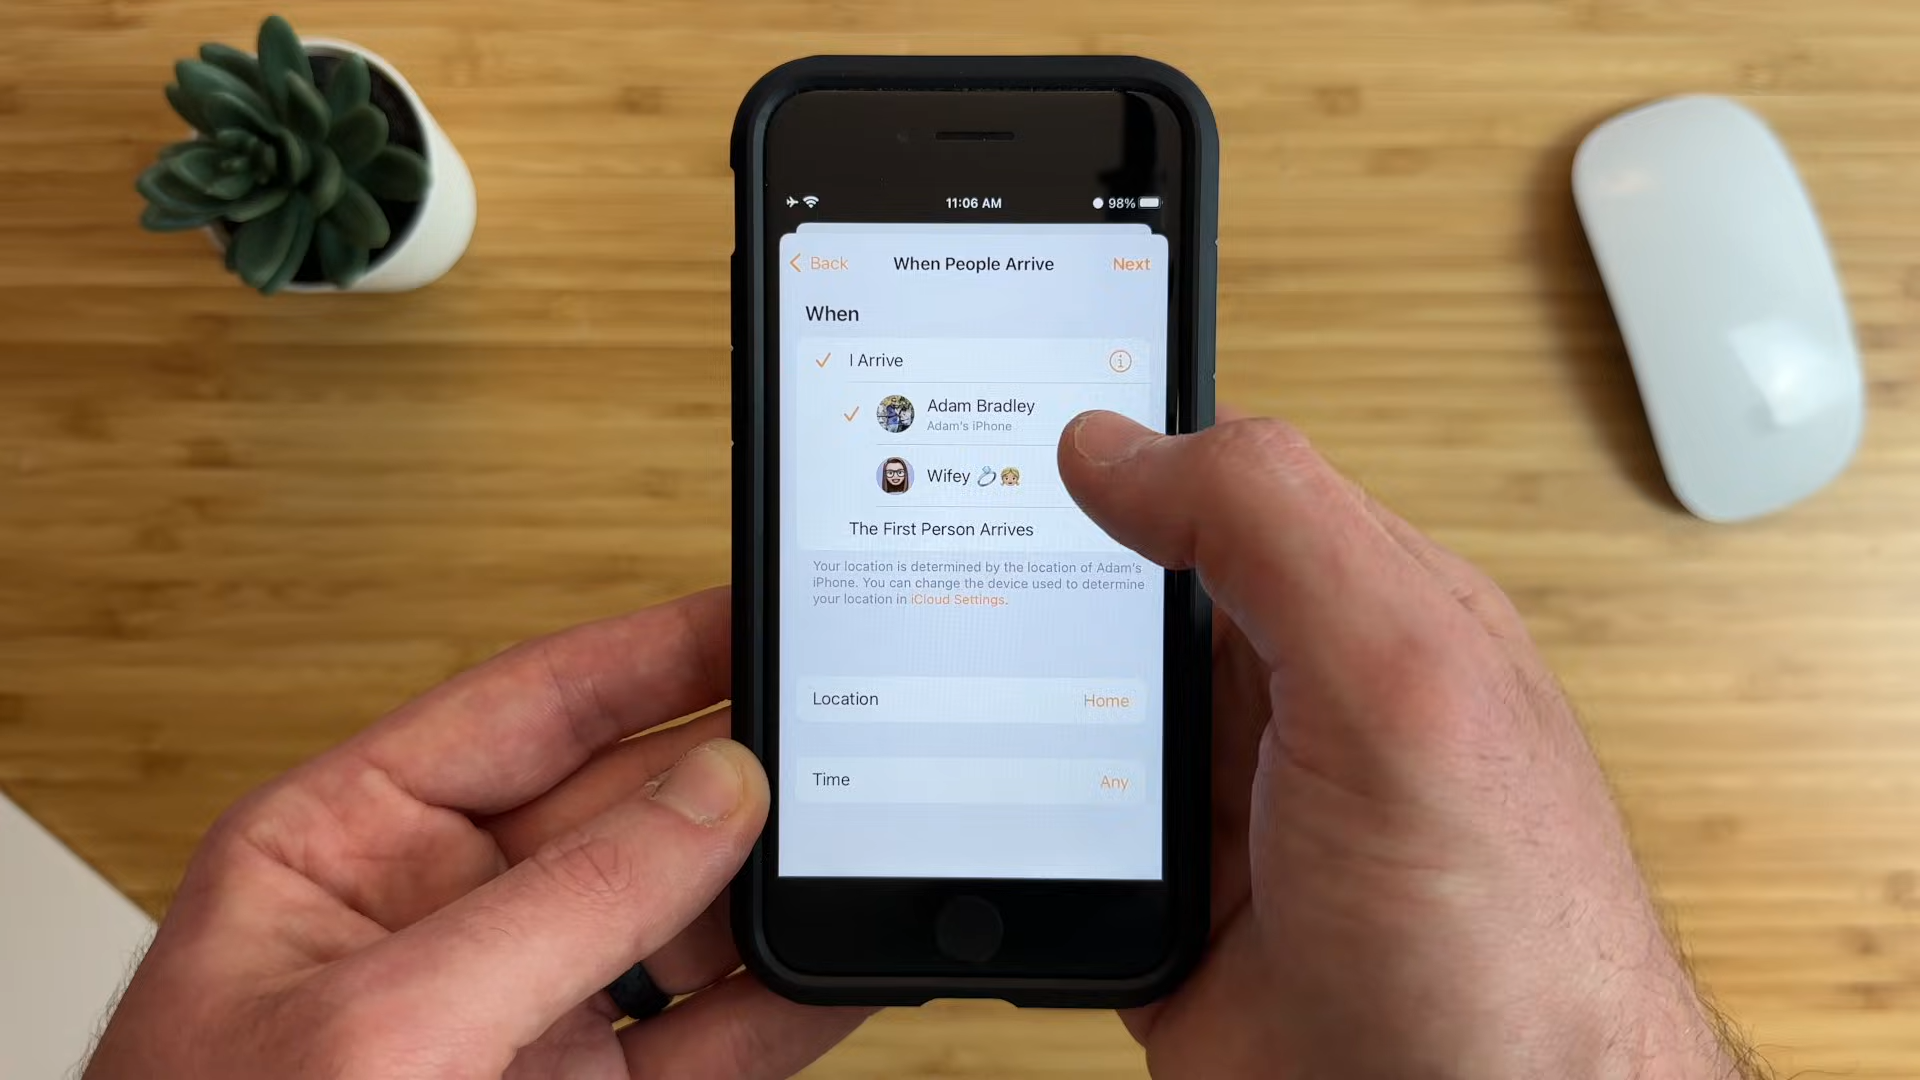 11:06 AM
98%
Back
When People Arrive
Next
When
I Arrive
Adam Bradley
Adam's iPhone
Wifey 💍👧🏼
The First Person Arrives
Your location is determined by the location of Adam's
iPhone. You can change the device used to determine
your location in iCloud Settings.
Location
Home
Time
Any